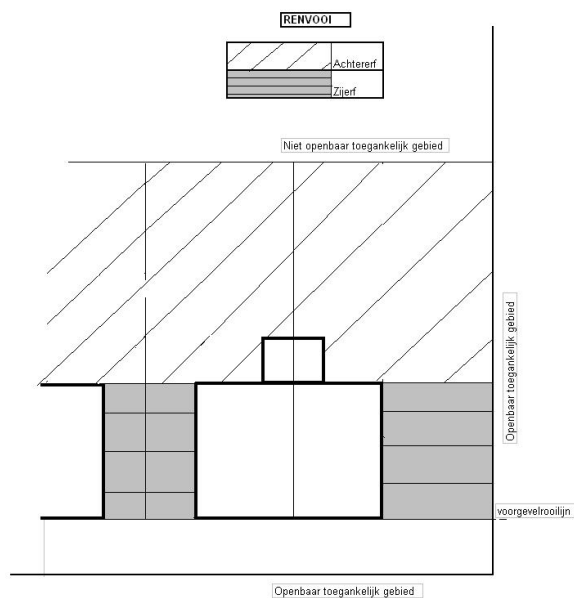 RENVOOI
Achtererf
Zijerf
Niet openbaar toegankelijk gebied
Openbaar toegankelijk gebied
voorgevelrooilijn
Openbaar toegankelijk gebied